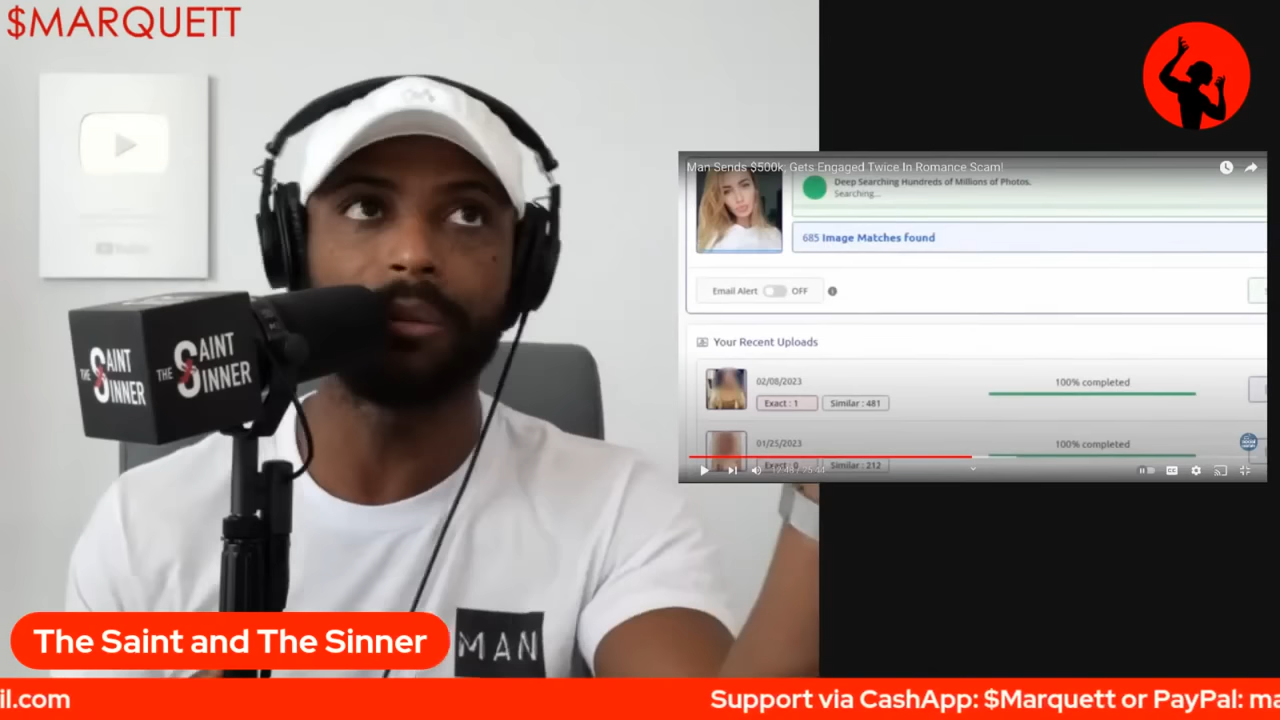 $MARQUETT
THE SAINT SINNER
THE SAINT SINNER
MAN
Man Sends $500k, Gets Engaged Twice In Romance Scam!
Deep Searching Hundreds of Millions of Photos.
Searching...
685 Image Matches found
Email Alert OFF
Your Recent Uploads
02/08/2023
100% completed
Exact : 1 Similar : 481
01/25/2023
100% completed
Exact : 0 Similar : 212
CC
The Saint and The Sinner
il.com
Support via CashApp: $Marquett or PayPal: ma